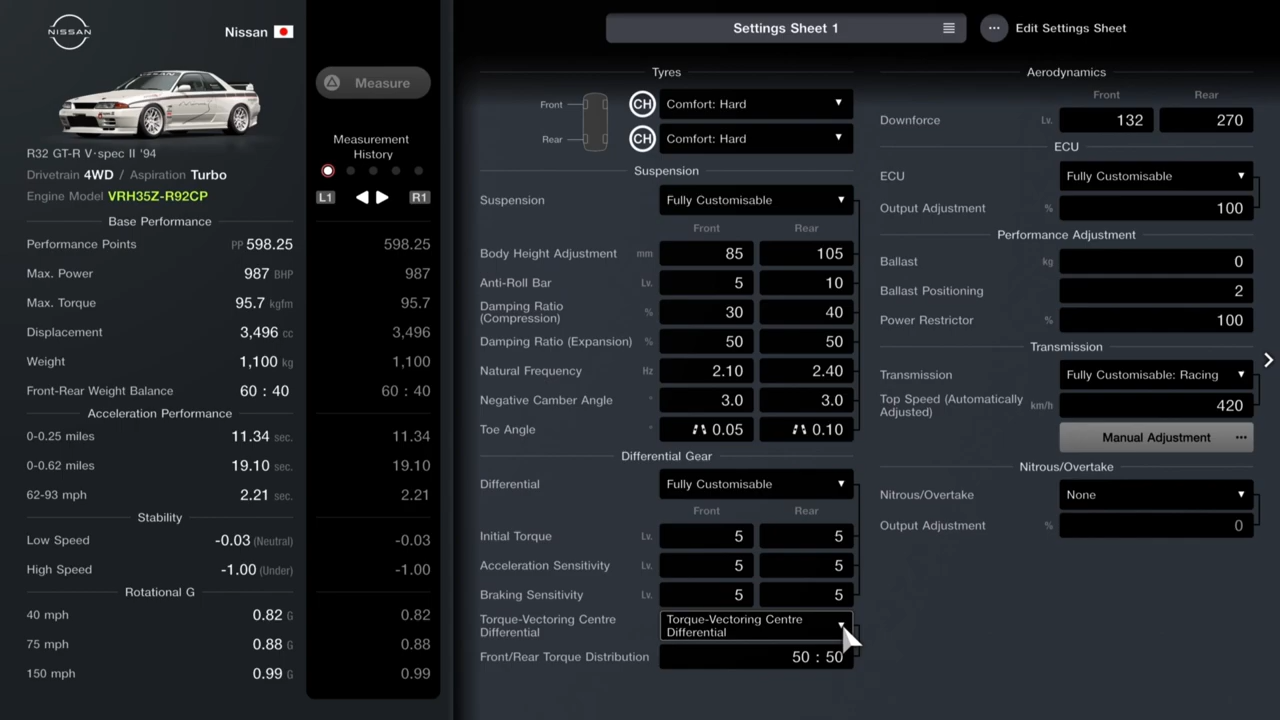 NISSAN
Nissan
R32 GT-R V·spec II '94
Drivetrain 4WD / Aspiration Turbo
Engine Model VRH35Z-R92CP
Base Performance
Performance Points PP 598.25
Max. Power 987 BHP
Max. Torque 95.7 kgfm
Displacement 3,496 cc
Weight 1,100 kg
Front-Rear Weight Balance 60 : 40
Acceleration Performance
0-0.25 miles 11.34 sec.
0-0.62 miles 19.10 sec.
62-93 mph 2.21 sec.
Stability
Low Speed -0.03 (Neutral)
High Speed -1.00 (Under)
Rotational G
40 mph 0.82 G
75 mph 0.88 G
150 mph 0.99 G
Measure
Measurement
History
L1 R1
598.25
987
95.7
3,496
1,100
60 : 40
11.34
19.10
2.21
-0.03
-1.00
0.82
0.88
0.99
Settings Sheet 1
Edit Settings Sheet
Tyres
Front CH Comfort: Hard
Rear CH Comfort: Hard
Suspension
Suspension Fully Customisable
Front Rear
Body Height Adjustment mm 85 105
Anti-Roll Bar Lv. 5 10
Damping Ratio
(Compression) % 30 40
Damping Ratio (Expansion) % 50 50
Natural Frequency Hz 2.10 2.40
Negative Camber Angle ° 3.0 3.0
Toe Angle ° 0.05 0.10
Differential Gear
Differential Fully Customisable
Front Rear
Initial Torque Lv. 5 5
Acceleration Sensitivity Lv. 5 5
Braking Sensitivity Lv. 5 5
Torque-Vectoring Centre
Differential
Torque-Vectoring Centre
Differential
Front/Rear Torque Distribution 50 : 50
Aerodynamics
Front Rear
Downforce Lv. 132 270
ECU
ECU Fully Customisable
Output Adjustment % 100
Performance Adjustment
Ballast kg 0
Ballast Positioning 2
Power Restrictor % 100
Transmission
Transmission Fully Customisable: Racing
Top Speed (Automatically
Adjusted) km/h 420
Manual Adjustment
Nitrous/Overtake
Nitrous/Overtake None
Output Adjustment % 0